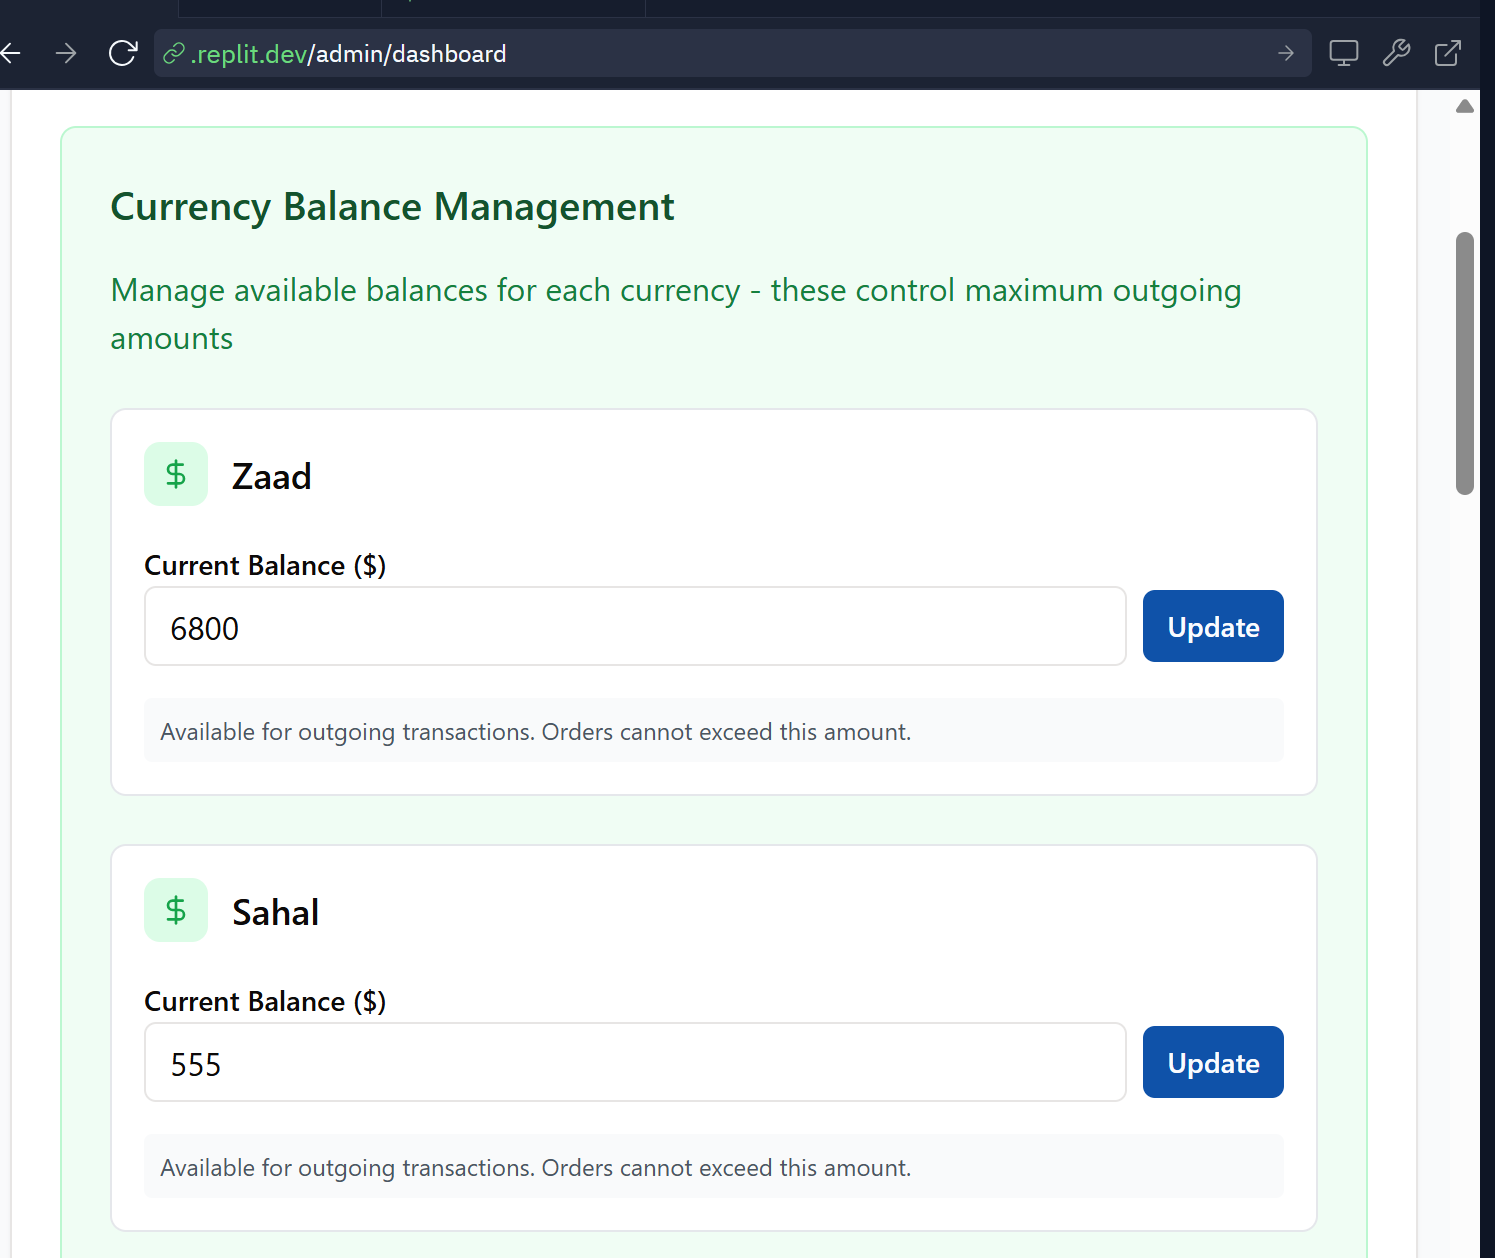 .replit.dev/admin/dashboard
Currency Balance Management
Manage available balances for each currency - these control maximum outgoing
amounts
$ Zaad
Current Balance ($)
6800
Update
Available for outgoing transactions. Orders cannot exceed this amount.
$ Sahal
Current Balance ($)
555
Update
Available for outgoing transactions. Orders cannot exceed this amount.